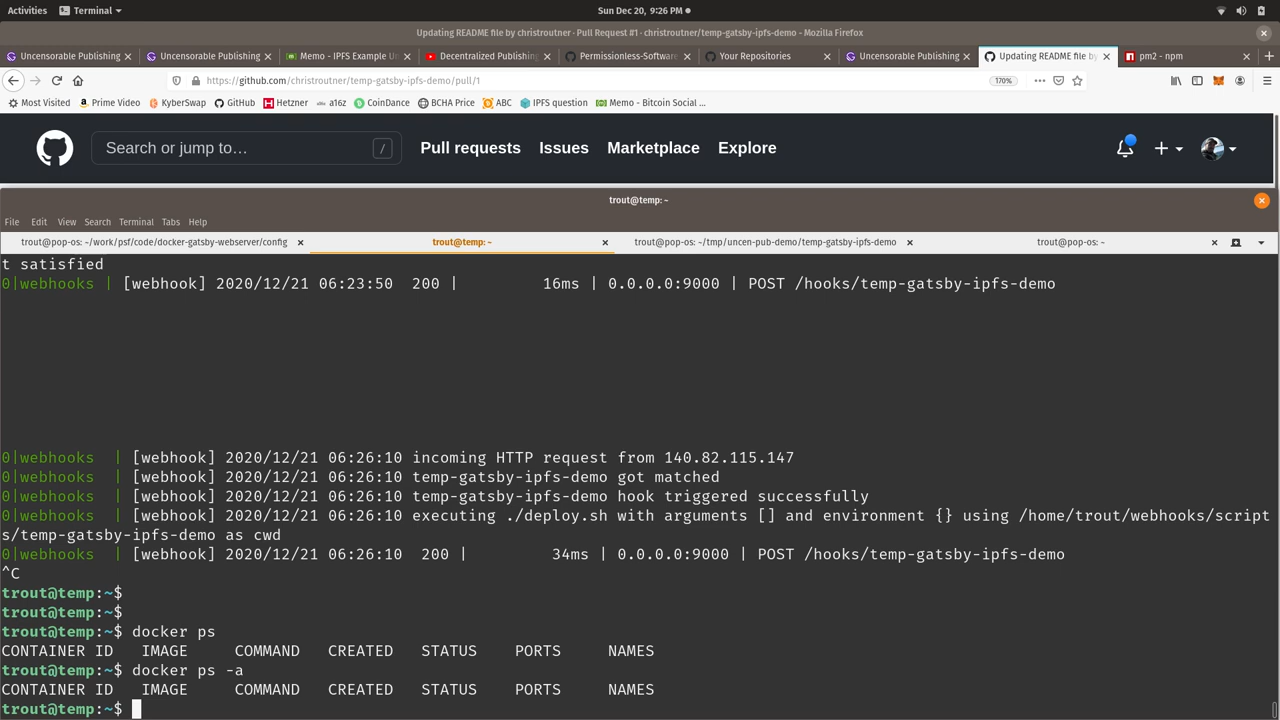 Activities Terminal Sun Dec 20, 9:26 PM
Updating README file by christroutner · Pull Request #1 · christroutner/temp-gatsby-ipfs-demo - Mozilla Firefox
Uncensorable Publishing Uncensorable Publishing Memo - IPFS Example Un Decentralized Publishing Permissionless-Software Your Repositories Uncensorable Publishing Updating README file by pm2 - npm
https://github.com/christroutner/temp-gatsby-ipfs-demo/pull/1 170%
Most Visited Prime Video KyberSwap GitHub Hetzner a16z CoinDance BCHA Price ABC IPFS question Memo - Bitcoin Social ...
Search or jump to... / Pull requests Issues Marketplace Explore
trout@temp: ~
File Edit View Search Terminal Tabs Help
trout@pop-os: ~/work/psf/code/docker-gatsby-webserver/config trout@temp: ~ trout@pop-os: ~/tmp/uncen-pub-demo/temp-gatsby-ipfs-demo trout@pop-os: ~
t satisfied
0|webhooks | [webhook] 2020/12/21 06:23:50 200 | 16ms | 0.0.0.0:9000 | POST /hooks/temp-gatsby-ipfs-demo
0|webhooks | [webhook] 2020/12/21 06:26:10 incoming HTTP request from 140.82.115.147
0|webhooks | [webhook] 2020/12/21 06:26:10 temp-gatsby-ipfs-demo got matched
0|webhooks | [webhook] 2020/12/21 06:26:10 temp-gatsby-ipfs-demo hook triggered successfully
0|webhooks | [webhook] 2020/12/21 06:26:10 executing ./deploy.sh with arguments [] and environment {} using /home/trout/webhooks/script
s/temp-gatsby-ipfs-demo as cwd
0|webhooks | [webhook] 2020/12/21 06:26:10 200 | 34ms | 0.0.0.0:9000 | POST /hooks/temp-gatsby-ipfs-demo
^C
trout@temp:~$
trout@temp:~$
trout@temp:~$ docker ps
CONTAINER ID IMAGE COMMAND CREATED STATUS PORTS NAMES
trout@temp:~$ docker ps -a
CONTAINER ID IMAGE COMMAND CREATED STATUS PORTS NAMES
trout@temp:~$